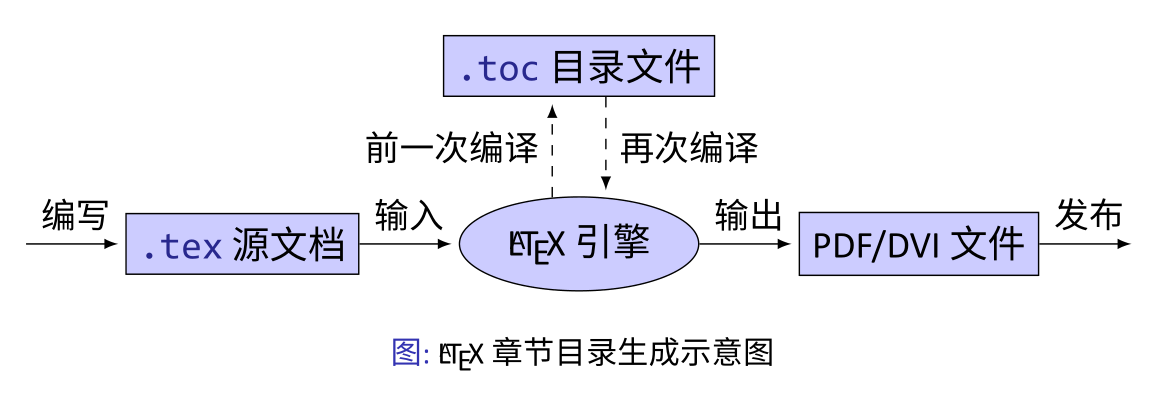 .toc 目录文件
前一次编译
再次编译
编写
.tex 源文档
输入
LATEX 引擎
输出
PDF/DVI 文件
发布
图: LATEX 章节目录生成示意图